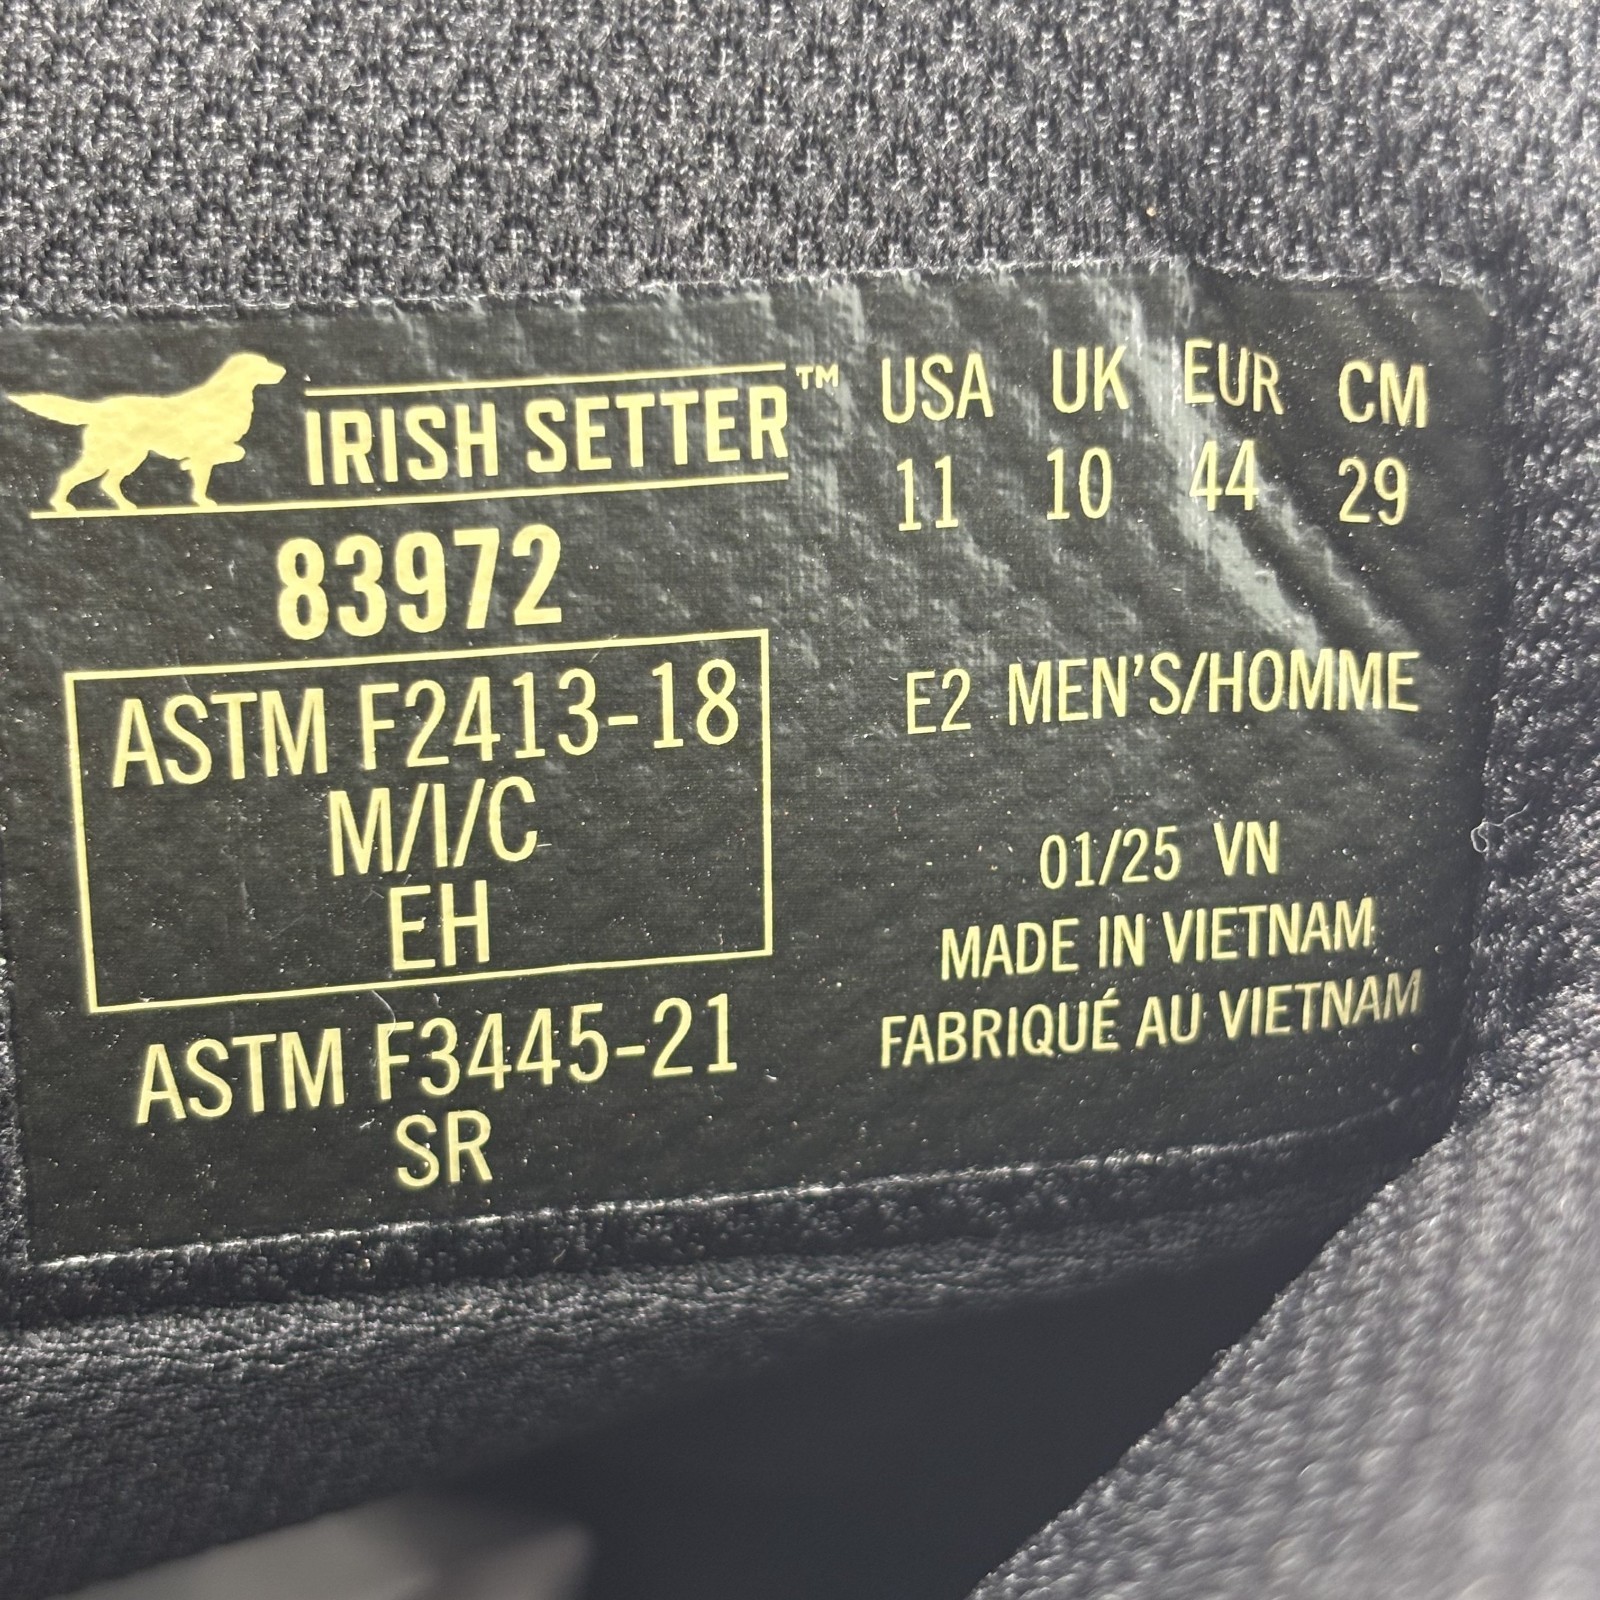 IRISH SETTER™
83972
ASTM F2413-18
M/I/C
EH
ASTM F3445-21
SR
USA UK EUR CM
11 10 44 29
E2 MEN'S/HOMME
01/25 VN
MADE IN VIETNAM
FABRIQUÉ AU VIETNAM